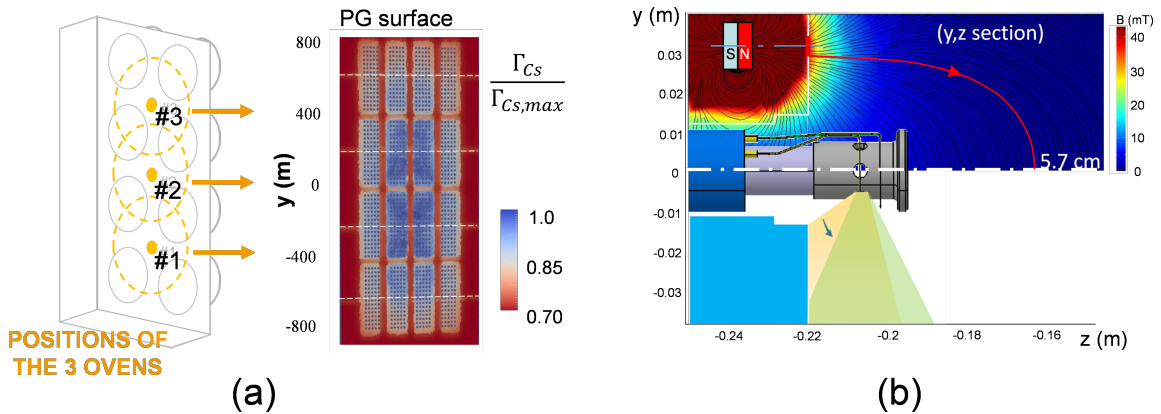 PG surface
y (m)
800
400
0
-400
-800
Γ_Cs
Γ_Cs,max
1.0
0.85
0.70
#3
#2
#1
POSITIONS OF
THE 3 OVENS
(a)
y (m)
0.03
0.02
0.01
0
-0.01
-0.02
-0.03
S N
(y,z section)
5.7 cm
B (mT)
40
30
20
10
0
-0.24
-0.22
-0.2
-0.18
-0.16
z (m)
(b)